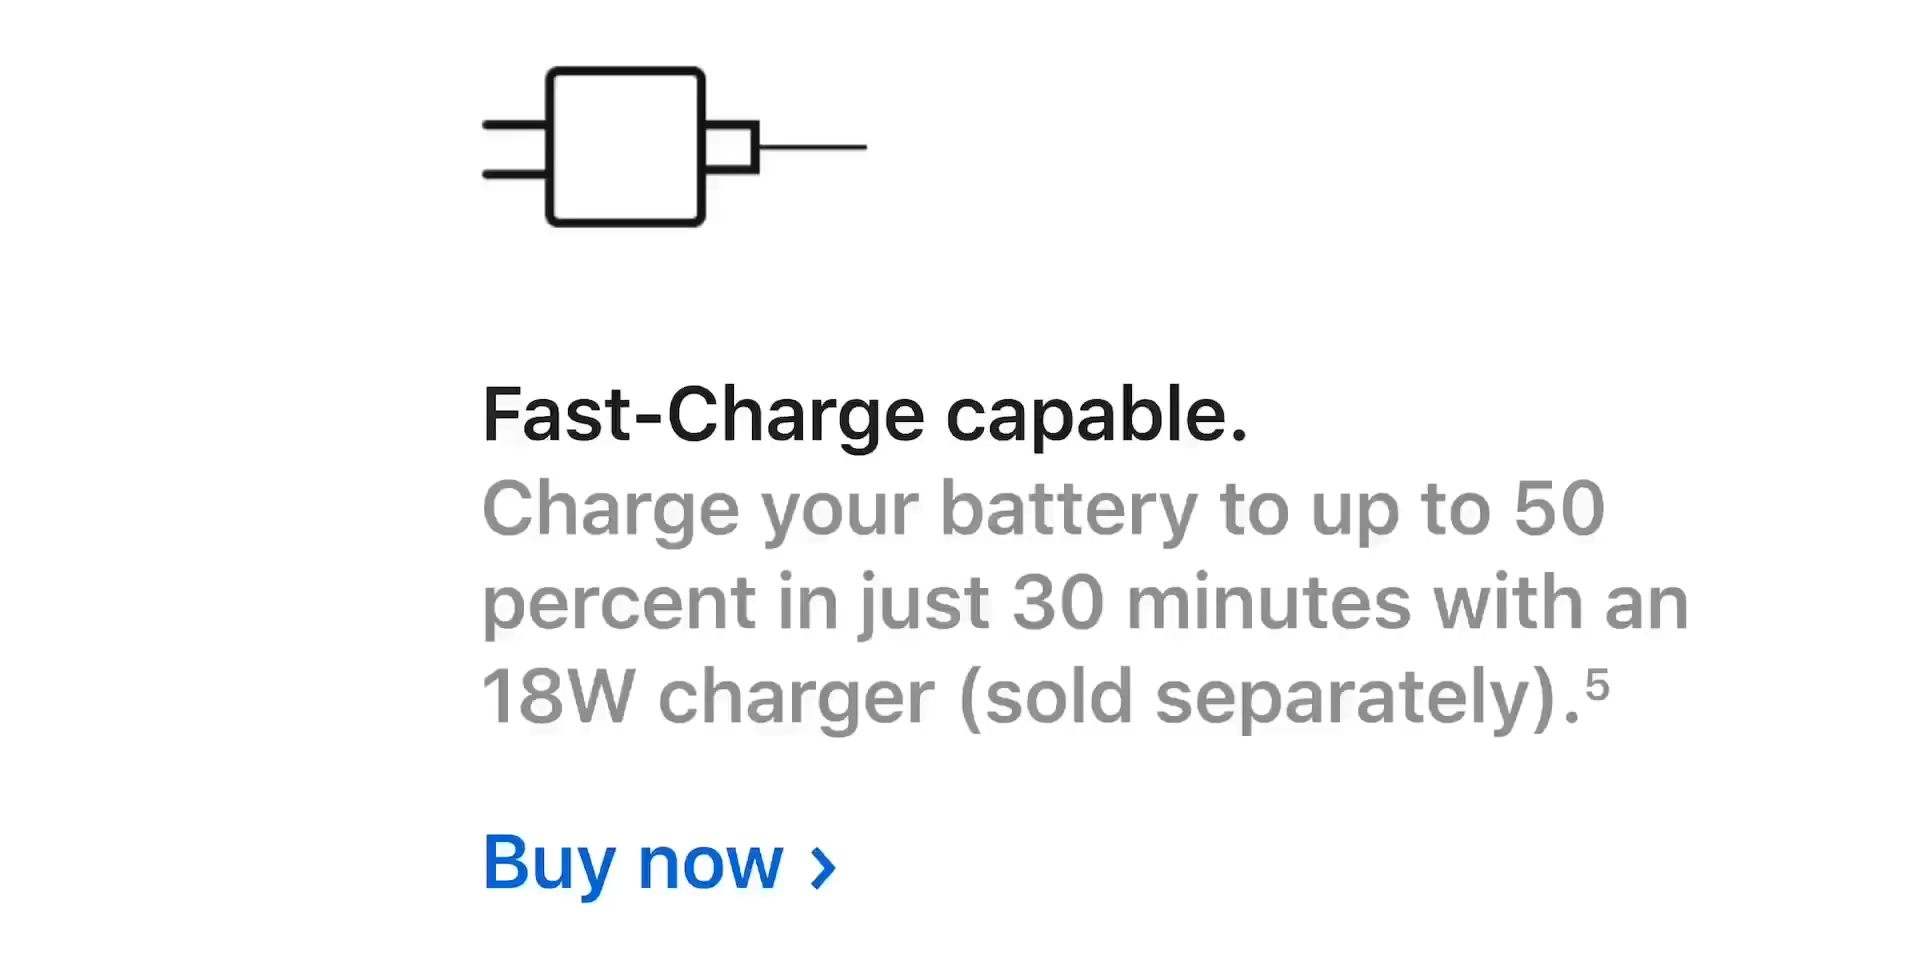 Fast-Charge capable.
Charge your battery to up to 50
percent in just 30 minutes with an
18W charger (sold separately).⁵
Buy now >